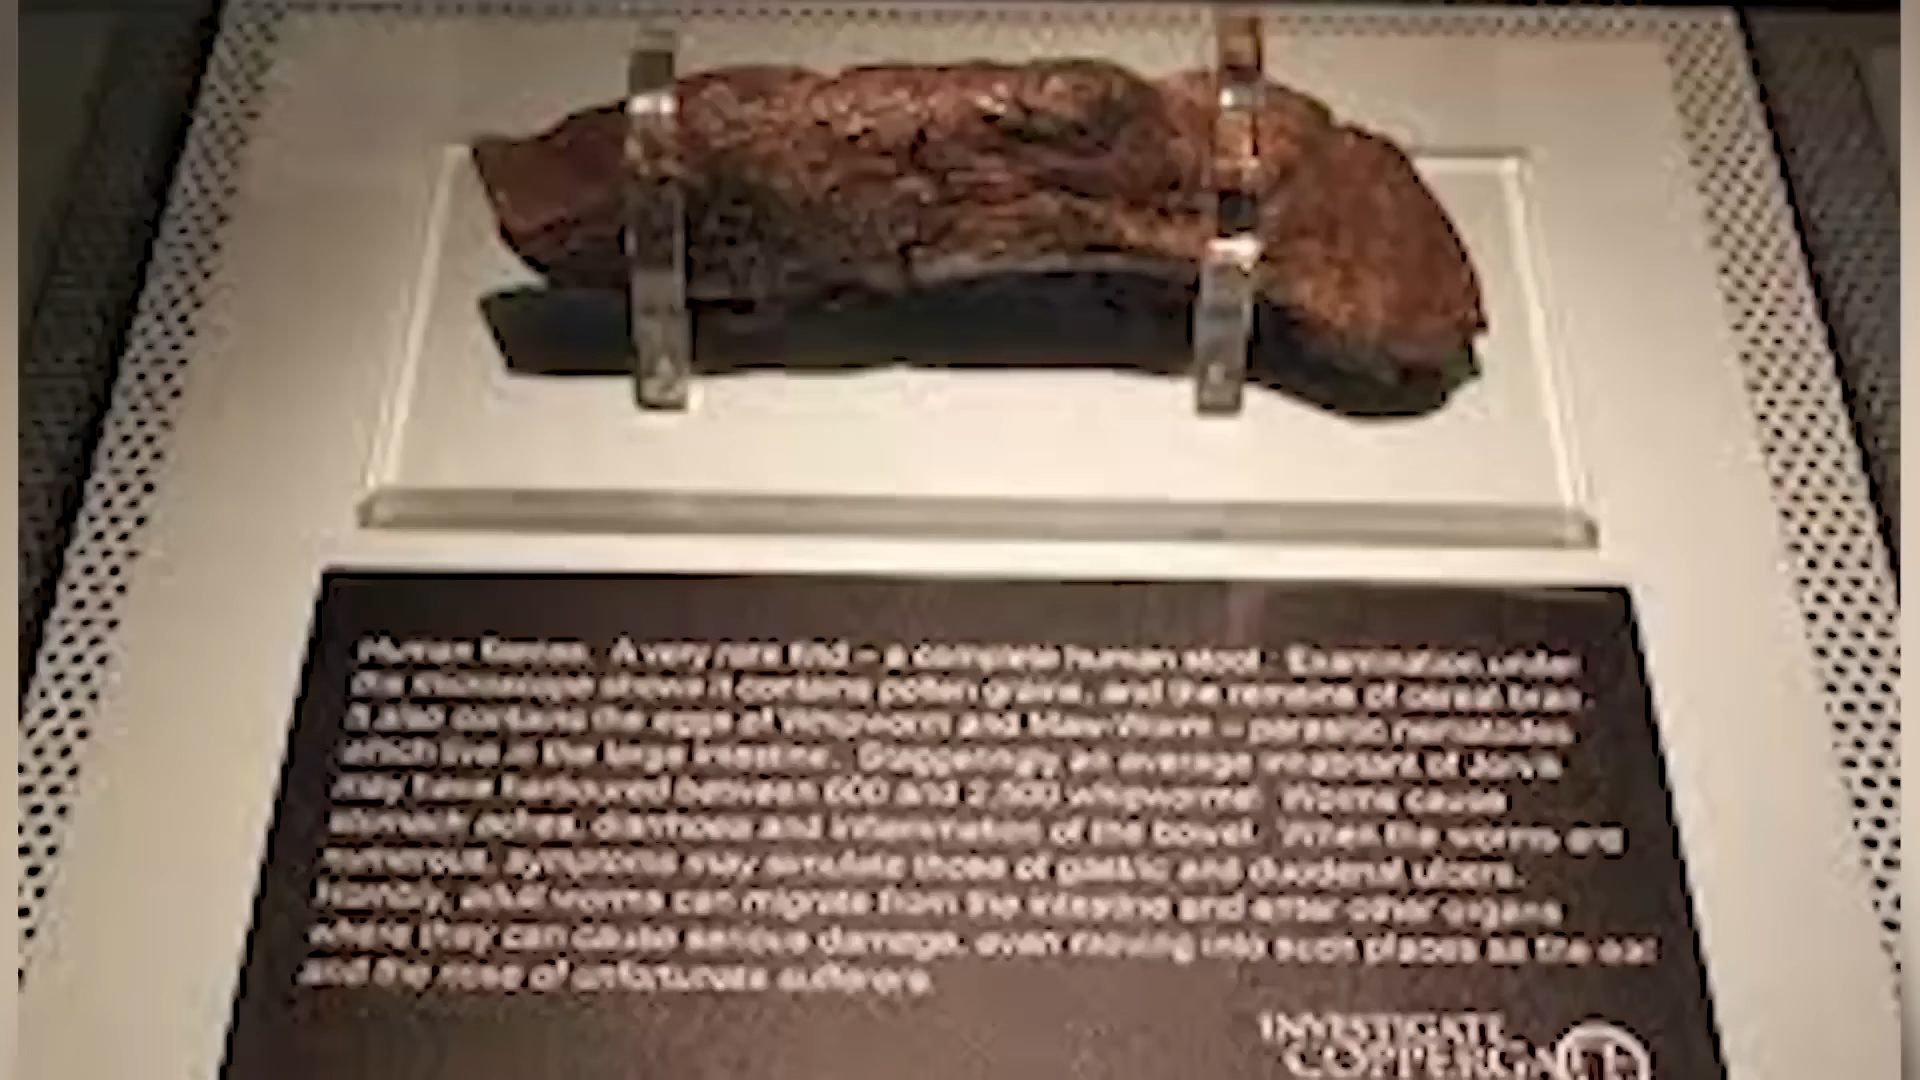 Human Faeces. A very rare find – a complete human stool. Examination under
the microscope shows it contains pollen grains, and the remains of cereal bran.
It also contains the eggs of Whipworm and Maw-Worm – parasitic nematodes
which live in the large intestine. Staggeringly an average inhabitant of Jorvik
may have harboured between 600 and Whipworms! Worms cause
stomach aches, diarrhoea and inflammation of the bowel. When the worms are
numerous, symptoms may simulate those of gastric and duodenal ulcers.
adult worms can migrate from the intestine and enter other organs
where they can cause serious damage, even moving into such places as the ear
and the nose of unfortunate sufferers.
INVESTIGATE